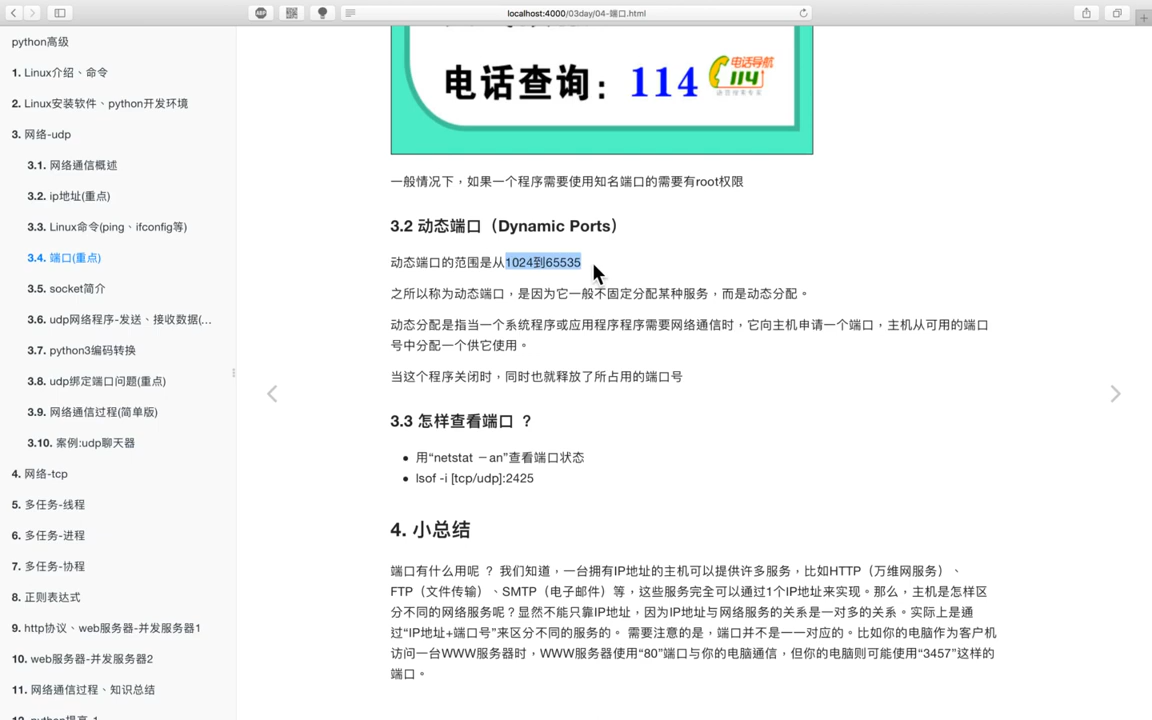 localhost:4000/03day/04-端口.html
ABP
python高级
1. Linux介绍、命令
2. Linux安装软件、python开发环境
3. 网络-udp
3.1. 网络通信概述
3.2. ip地址(重点)
3.3. Linux命令(ping、ifconfig等)
3.4. 端口(重点)
3.5. socket简介
3.6. udp网络程序-发送、接收数据(...
3.7. python3编码转换
3.8. udp绑定端口问题(重点)
3.9. 网络通信过程(简单版)
3.10. 案例:udp聊天器
4. 网络-tcp
5. 多任务-线程
6. 多任务-进程
7. 多任务-协程
8. 正则表达式
9. http协议、web服务器-并发服务器1
10. web服务器-并发服务器2
11. 网络通信过程、知识总结
12. python提高-1
电话查询：114
电话导航
114
一般情况下，如果一个程序需要使用知名端口的需要有root权限
3.2 动态端口（Dynamic Ports）
动态端口的范围是从1024到65535
之所以称为动态端口，是因为它一般不固定分配某种服务，而是动态分配。
动态分配是指当一个系统程序或应用程序程序需要网络通信时，它向主机申请一个端口，主机从可用的端口
号中分配一个供它使用。
当这个程序关闭时，同时也就释放了所占用的端口号
3.3 怎样查看端口 ？
用“netstat －an”查看端口状态
lsof -i [tcp/udp]:2425
4. 小总结
端口有什么用呢 ？ 我们知道，一台拥有IP地址的主机可以提供许多服务，比如HTTP（万维网服务）、
FTP（文件传输）、SMTP（电子邮件）等，这些服务完全可以通过1个IP地址来实现。那么，主机是怎样区
分不同的网络服务呢？显然不能只靠IP地址，因为IP地址与网络服务的关系是一对多的关系。实际上是通
过“IP地址+端口号”来区分不同的服务的。 需要注意的是，端口并不是一一对应的。比如你的电脑作为客户机
访问一台WWW服务器时，WWW服务器使用“80”端口与你的电脑通信，但你的电脑则可能使用“3457”这样的
端口。